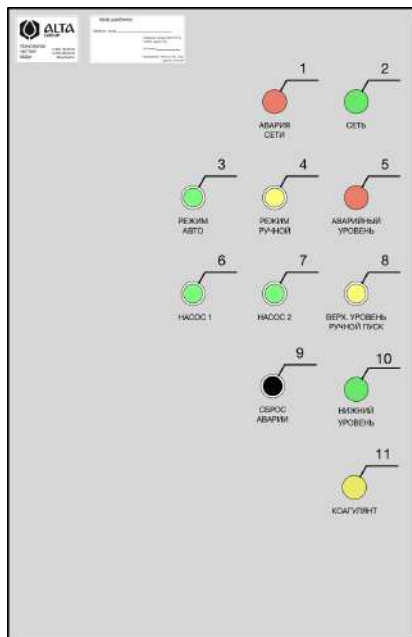 ALTA
GROUP
1
2
АВАРИЯ
СЕТИ
СЕТЬ
3
4
5
РЕЖИМ
АВТО
РЕЖИМ
РУЧНОЙ
АВАРИЙНЫЙ
УРОВЕНЬ
6
7
8
НАСОС 1
НАСОС 2
ВЕРХ. УРОВЕНЬ
РУЧНОЙ ПУСК
9
10
СБРОС
АВАРИИ
НИЖНИЙ
УРОВЕНЬ
11
КОАГУЛЯНТ